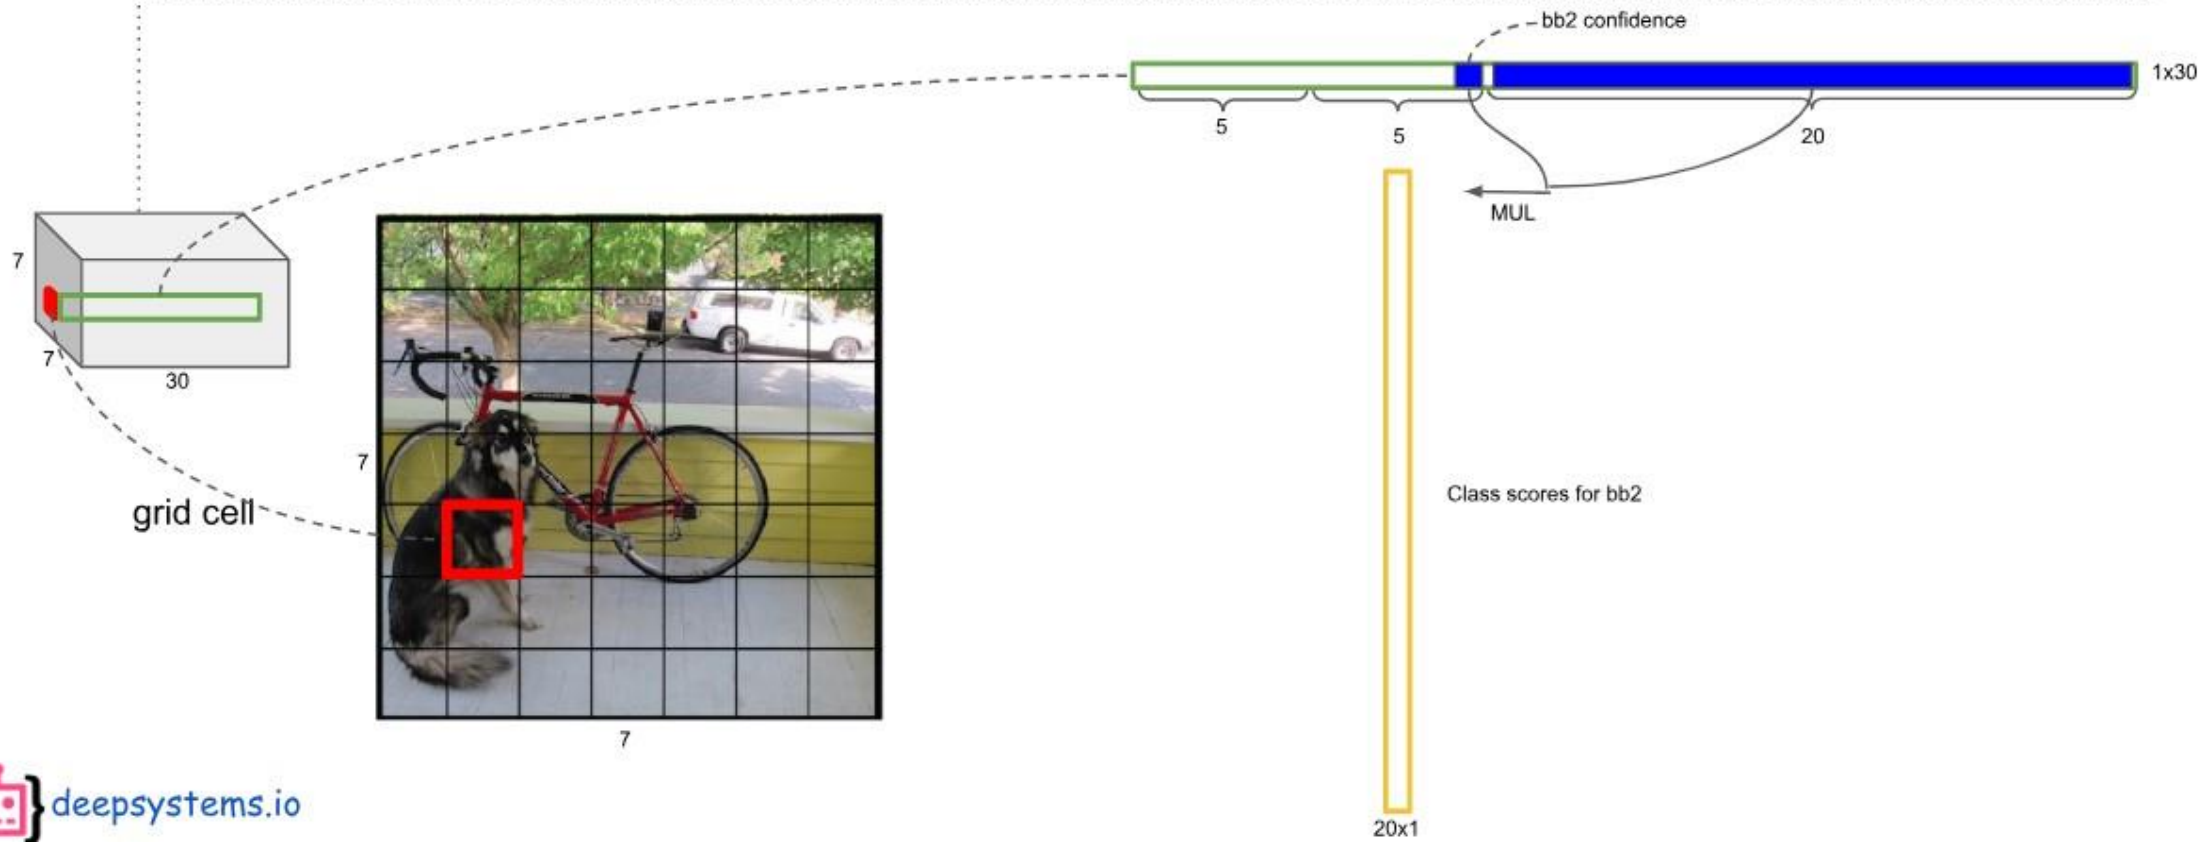 bb2 confidence
1x30
5
5
20
MUL
7
7
30
7
grid cell
Class scores for bb2
7
deepsystems.io
20x1